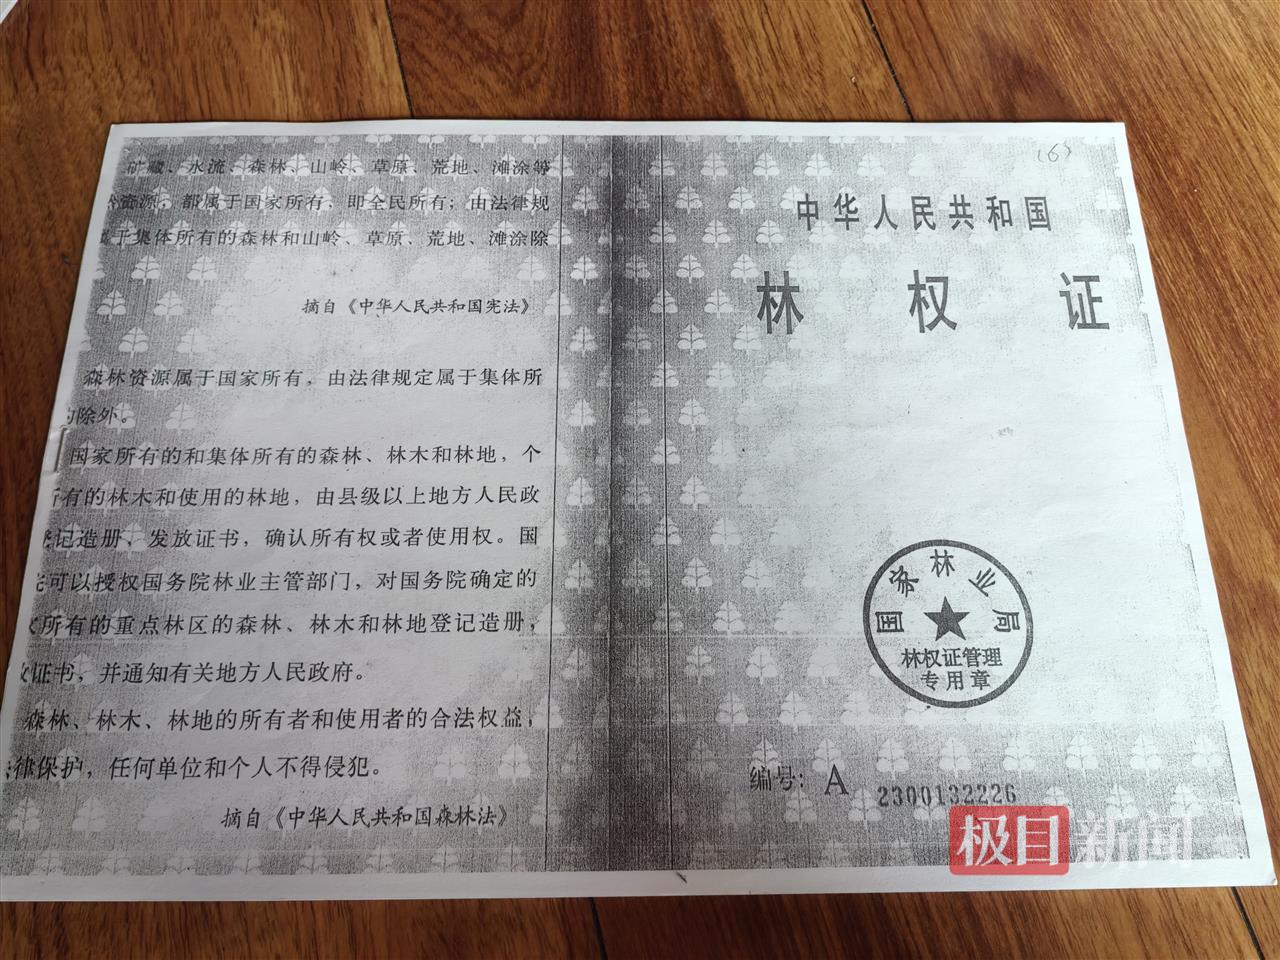 矿藏、水流、森林、山岭、草原、荒地、滩涂等
资源，都属于国家所有，即全民所有；由法律规
属于集体所有的森林和山岭、草原、荒地、滩涂除
摘自《中华人民共和国宪法》
森林资源属于国家所有，由法律规定属于集体所
的除外。
国家所有的和集体所有的森林、林木和林地，个
所有的林木和使用的林地，由县级以上地方人民政
登记造册，发放证书，确认所有权或者使用权。国
可以授权国务院林业主管部门，对国务院确定的
所有的重点林区的森林、林木和林地登记造册，
证书，并通知有关地方人民政府。
森林、林木、林地的所有者和使用者的合法权益，
法律保护，任何单位和个人不得侵犯。
摘自《中华人民共和国森林法》
(6)
中华人民共和国
林权证
国家林业局
林权证管理
专用章
编号：A 2300132226
极目新闻